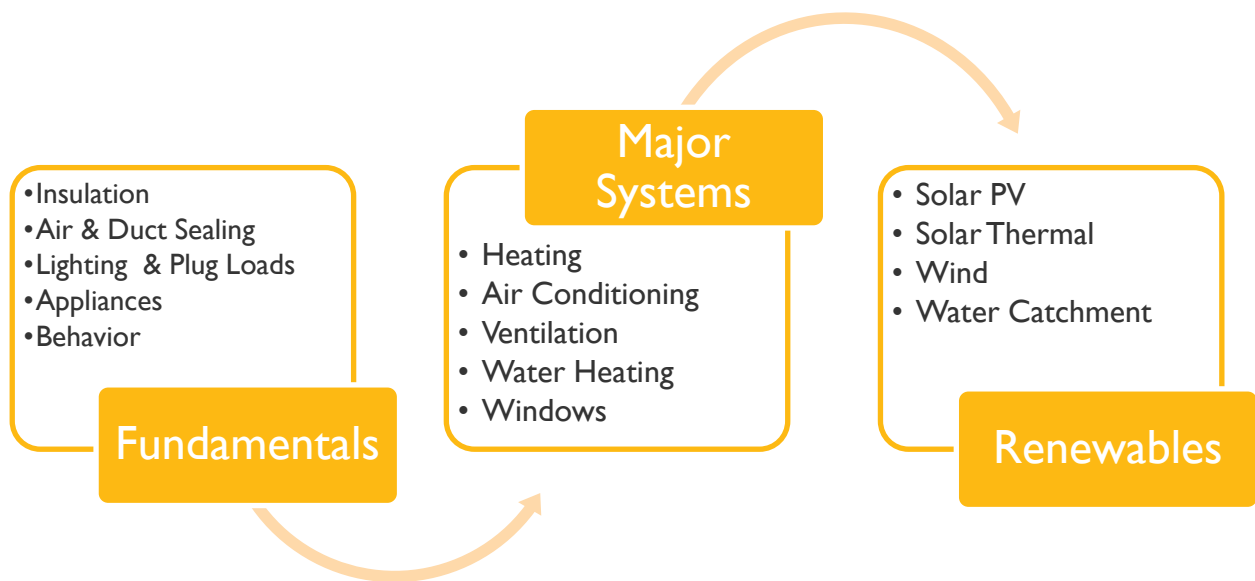 •Insulation
•Air & Duct Sealing
•Lighting & Plug Loads
•Appliances
•Behavior
Fundamentals
Major
Systems
• Heating
• Air Conditioning
• Ventilation
• Water Heating
• Windows
• Solar PV
• Solar Thermal
• Wind
• Water Catchment
Renewables